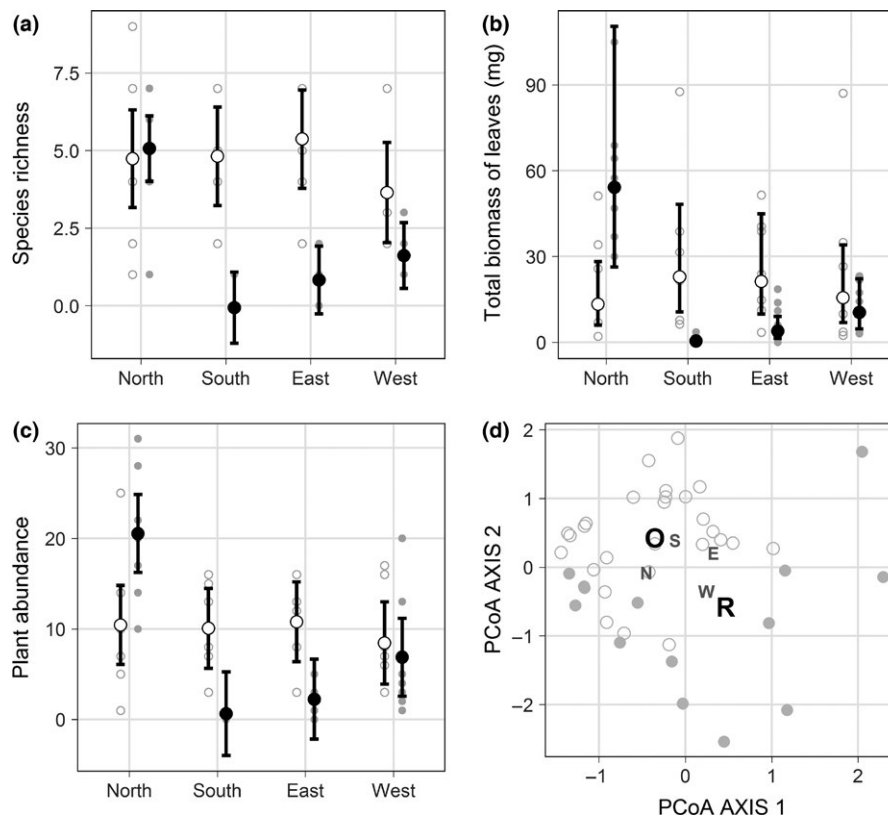 (a)
Species richness
7.5
5.0
2.5
0.0
North South East West
(b)
Total biomass of leaves (mg)
90
60
30
0
North South East West
(c)
Plant abundance
30
20
10
0
North South East West
(d)
PCoA AXIS 2
2
1
0
−1
−2
O S
E
N
W R
−1 0 1 2
PCoA AXIS 1